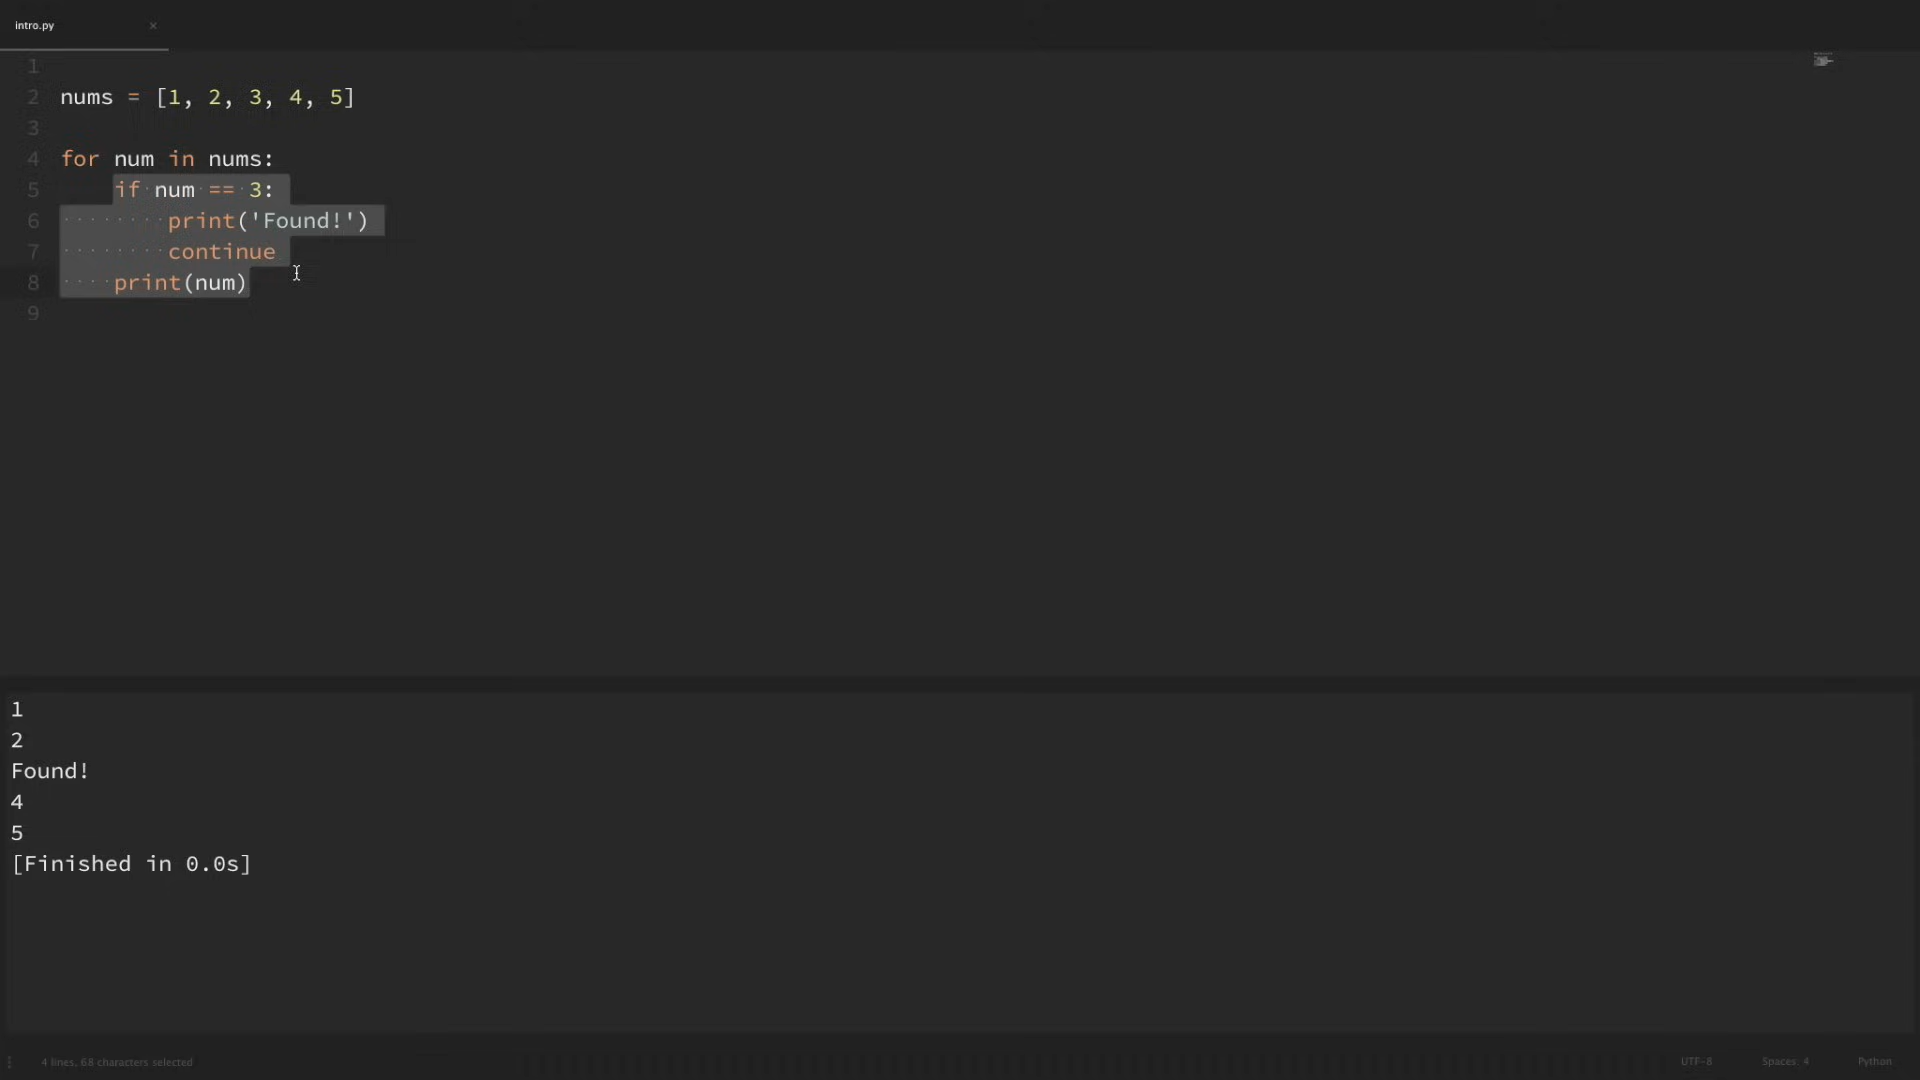 intro.py ×
1
2 nums = [1, 2, 3, 4, 5]
3
4 for num in nums:
5     if num == 3:
6         print('Found!')
7         continue
8     print(num)
9
1
2
Found!
4
5
[Finished in 0.0s]
4 lines, 68 characters selected UTF-8 Spaces: 4 Python